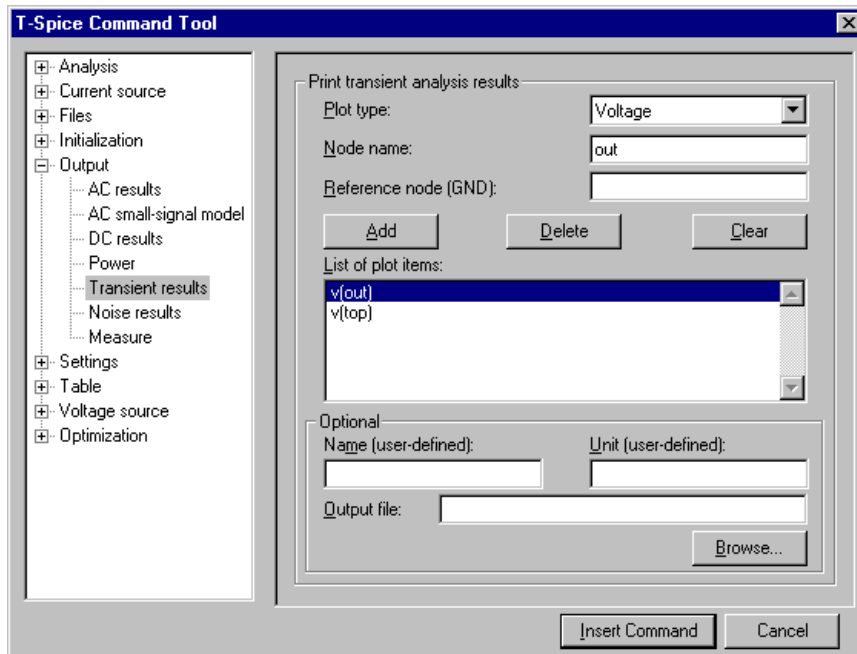 T-Spice Command Tool
Analysis
Current source
Files
Initialization
Output
AC results
AC small-signal model
DC results
Power
Transient results
Noise results
Measure
Settings
Table
Voltage source
Optimization
Print transient analysis results
Plot type:
Voltage
Node name:
out
Reference node (GND):
Add Delete Clear
List of plot items:
v(out)
v(top)
Optional
Name (user-defined): Unit (user-defined):
Output file:
Browse...
Insert Command Cancel